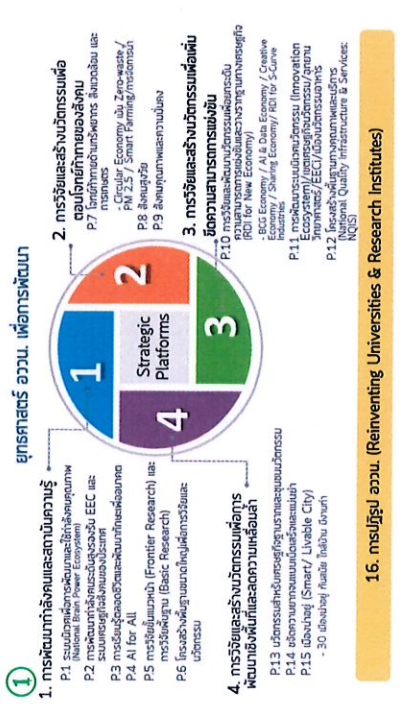 ①
ยุทธศาสตร์ อววน. เพื่อการพัฒนา
1. การพัฒนากำลังคนและสถาบันความรู้
P.1 ระบบนิเวศเพื่อการพัฒนาและใช้กำลังคนคุณภาพ
(National Brain Power Ecosystem)
P.2 การพัฒนากำลังคนระดับสูงรองรับ EEC และ
ระบบเศรษฐกิจสังคมของประเทศ
P.3 การเรียนรู้ตลอดชีวิตและพัฒนาทักษะเพื่ออนาคต
P.4 AI for All
P.5 การวิจัยขั้นแนวหน้า (Frontier Research) และ
การวิจัยพื้นฐาน (Basic Research)
P.6 โครงสร้างพื้นฐานขนาดใหญ่เพื่อการวิจัยและ
นวัตกรรม
2. การวิจัยและสร้างนวัตกรรมเพื่อ
ตอบโจทย์ท้าทายของสังคม
P.7 โจทย์ท้าทายด้านทรัพยากร สิ่งแวดล้อม และ
การเกษตร
- Circular Economy เน้น Zero-waste /
PM 2.5 / Smart Farming/การจัดการน้ำ
P.8 สังคมสูงวัย
P.9 สังคมคุณภาพและความมั่นคง
3. การวิจัยและสร้างนวัตกรรมเพื่อเพิ่ม
ขีดความสามารถการแข่งขัน
P.10 การวิจัยและพัฒนานวัตกรรมเพื่อยกระดับ
ความสามารถการแข่งขันและวางรากฐานทางเศรษฐกิจ
(RDI for New Economy)
- BCG Economy / AI & Data Economy / Creative
Economy / Sharing Economy/ RDI for S-Curve
Industries
P.11 การพัฒนาระบบนิเวศนวัตกรรม (Innovation
Eccosystem)/เขตเศรษฐกิจนวัตกรรม/อุทยาน
วิทยาศาสตร์/EECi/เมืองนวัตกรรมอาหาร
P.12 โครงสร้างพื้นฐานทางคุณภาพและบริการ
(National Quality Infrastructure & Services:
NQIS)
4. การวิจัยและสร้างนวัตกรรมเพื่อการ
พัฒนาเชิงพื้นที่และลดความเหลื่อมล้ำ
P.13 นวัตกรรมสำหรับเศรษฐกิจฐานรากและชุมชนนวัตกรรม
P.14 ขจัดความยากจนแบบเบ็ดเสร็จและแม่นยำ
P.15 เมืองน่าอยู่ (Smart/ Livable City)
- 30 เมืองน่าอยู่ ทันสมัย ใกล้บ้าน มีงานทำ
1
2
3
4
Strategic
Platforms
16. การปฏิรูป อววน. (Reinventing Universities & Research Institutes)